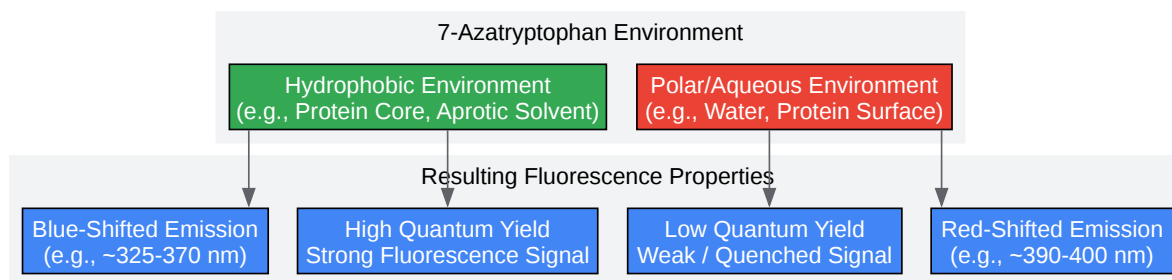 7-Azatryptophan Environment
Hydrophobic Environment
(e.g., Protein Core, Aprotic Solvent)
Polar/Aqueous Environment
(e.g., Water, Protein Surface)
Resulting Fluorescence Properties
Blue-Shifted Emission
(e.g., ~325-370 nm)
High Quantum Yield
Strong Fluorescence Signal
Low Quantum Yield
Weak / Quenched Signal
Red-Shifted Emission
(e.g., ~390-400 nm)